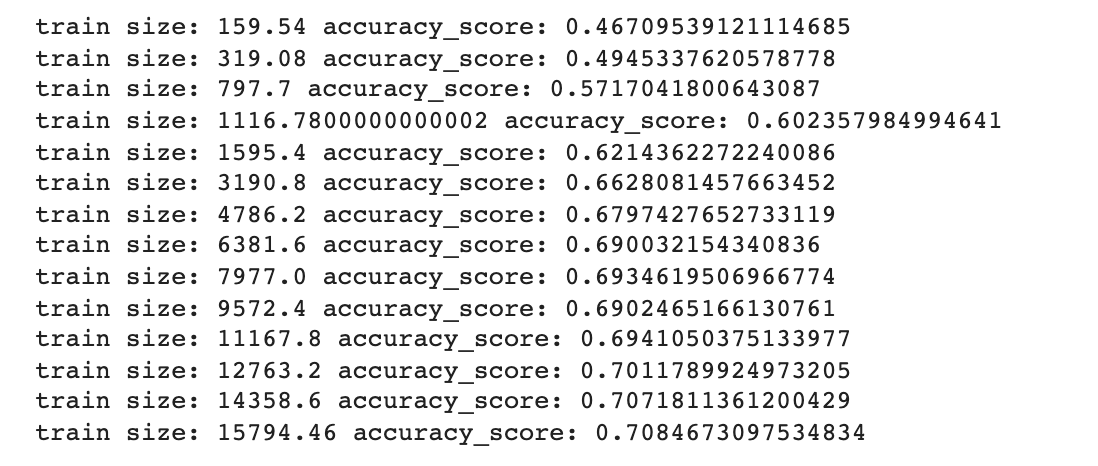 train size: 159.54 accuracy_score: 0.46709539121114685
train size: 319.08 accuracy_score: 0.4945337620578778
train size: 797.7 accuracy_score: 0.5717041800643087
train size: 1116.7800000000002 accuracy_score: 0.602357984994641
train size: 1595.4 accuracy_score: 0.6214362272240086
train size: 3190.8 accuracy_score: 0.6628081457663452
train size: 4786.2 accuracy_score: 0.6797427652733119
train size: 6381.6 accuracy_score: 0.690032154340836
train size: 7977.0 accuracy_score: 0.6934619506966774
train size: 9572.4 accuracy_score: 0.6902465166130761
train size: 11167.8 accuracy_score: 0.6941050375133977
train size: 12763.2 accuracy_score: 0.7011789924973205
train size: 14358.6 accuracy_score: 0.7071811361200429
train size: 15794.46 accuracy_score: 0.7084673097534834